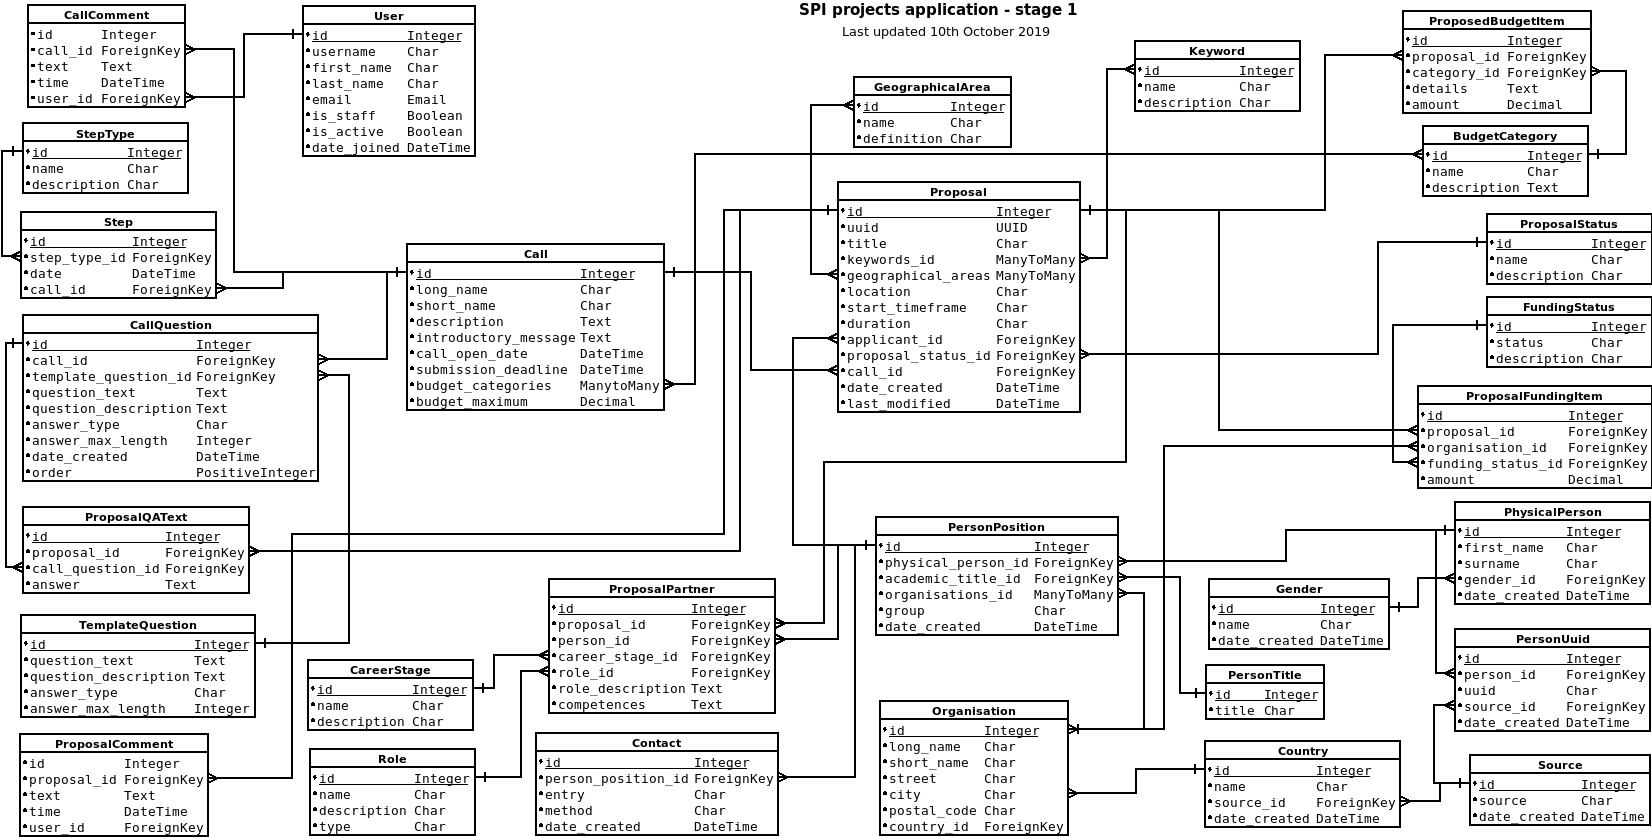 SPI projects application - stage 1
Last updated 10th October 2019
CallComment
id Integer
call_id ForeignKey
text Text
time DateTime
user_id ForeignKey
User
id Integer
username Char
first_name Char
last_name Char
email Email
is_staff Boolean
is_active Boolean
date_joined DateTime
StepType
id Integer
name Char
description Char
Step
id Integer
step_type_id ForeignKey
date DateTime
call_id ForeignKey
CallQuestion
id Integer
call_id ForeignKey
template_question_id ForeignKey
question_text Text
question_description Text
answer_type Char
answer_max_length Integer
date_created DateTime
order PositiveInteger
ProposalQAText
id Integer
proposal_id ForeignKey
call_question_id ForeignKey
answer Text
TemplateQuestion
id Integer
question_text Text
question_description Text
answer_type Char
answer_max_length Integer
ProposalComment
id Integer
proposal_id ForeignKey
text Text
time DateTime
user_id ForeignKey
Call
id Integer
long_name Char
short_name Char
description Text
introductory_message Text
call_open_date DateTime
submission_deadline DateTime
budget_categories ManytoMany
budget_maximum Decimal
CareerStage
id Integer
name Char
description Char
Role
id Integer
name Char
description Char
type Char
ProposalPartner
id Integer
proposal_id ForeignKey
person_id ForeignKey
career_stage_id ForeignKey
role_id ForeignKey
role_description Text
competences Text
Contact
id Integer
person_position_id ForeignKey
entry Char
method Char
date_created DateTime
GeographicalArea
id Integer
name Char
definition Char
Keyword
id Integer
name Char
description Char
Proposal
id Integer
uuid UUID
title Char
keywords_id ManyToMany
geographical_areas ManyToMany
location Char
start_timeframe Char
duration Char
applicant_id ForeignKey
proposal_status_id ForeignKey
call_id ForeignKey
date_created DateTime
last_modified DateTime
PersonPosition
id Integer
physical_person_id ForeignKey
academic_title_id ForeignKey
organisations_id ManyToMany
group Char
date_created DateTime
Organisation
id Integer
long_name Char
short_name Char
street Char
city Char
postal_code Char
country_id ForeignKey
ProposedBudgetItem
id Integer
proposal_id ForeignKey
category_id ForeignKey
details Text
amount Decimal
BudgetCategory
id Integer
name Char
description Text
ProposalStatus
id Integer
name Char
description Char
FundingStatus
id Integer
status Char
description Char
ProposalFundingItem
id Integer
proposal_id ForeignKey
organisation_id ForeignKey
funding_status_id ForeignKey
amount Decimal
PhysicalPerson
id Integer
first_name Char
surname Char
gender_id ForeignKey
date_created DateTime
Gender
id Integer
name Char
date_created DateTime
PersonUuid
id Integer
person_id ForeignKey
uuid Char
source_id ForeignKey
date_created DateTime
PersonTitle
id Integer
title Char
Country
id Integer
name Char
source_id ForeignKey
date_created DateTime
Source
id Integer
source Char
date_created DateTime